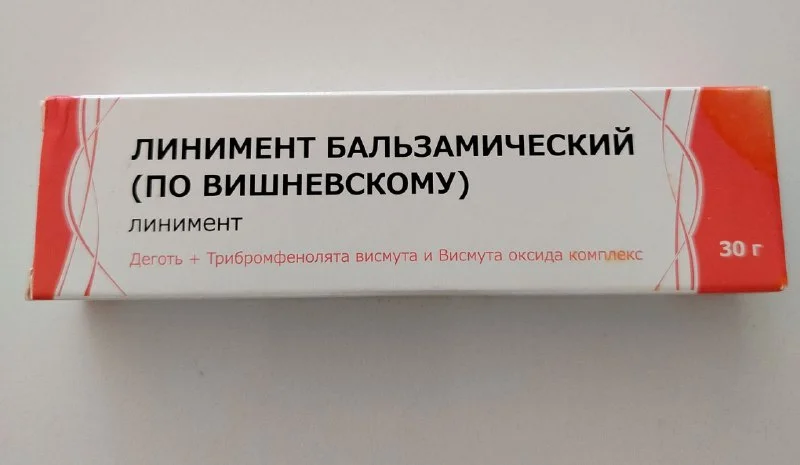 ЛИНИМЕНТ БАЛЬЗАМИЧЕСКИЙ
(ПО ВИШНЕВСКОМУ)
линимент
Деготь + Трибромфенолята висмута и Висмута оксида комплекс
30 г